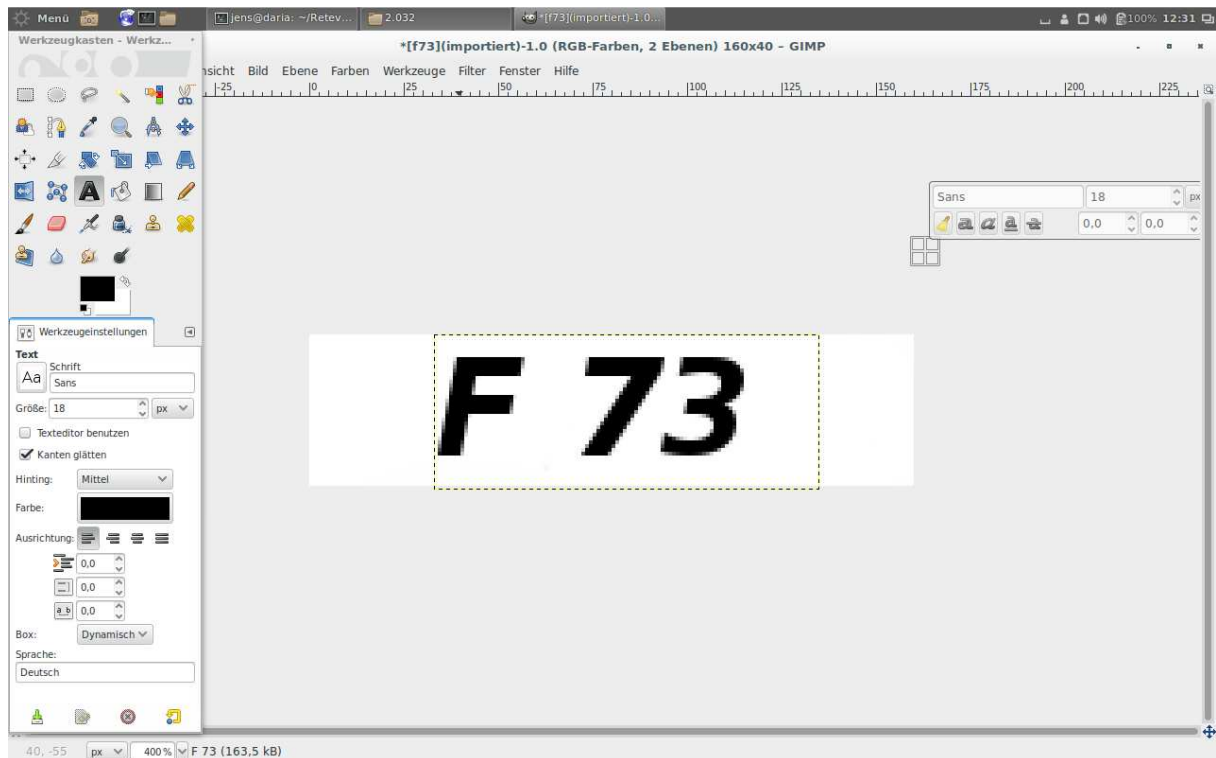 Menü
jens@daria: ~/Retev...
2.032
*[f73](importiert)-1.0...
100% 12:31
Werkzeugkasten - Werkz...
*[f73](importiert)-1.0 (RGB-Farben, 2 Ebenen) 160x40 – GIMP
nsicht Bild Ebene Farben Werkzeuge Filter Fenster Hilfe
-25 0 25 50 75 100 125 150 175 200 225
Sans 18 px
0,0 0,0
F 73
Werkzeugeinstellungen
Text
Schrift
Aa Sans
Größe: 18 px
Texteditor benutzen
Kanten glätten
Hinting: Mittel
Farbe:
Ausrichtung:
0,0
0,0
a_b 0,0
Box: Dynamisch
Sprache:
Deutsch
40, -55 px 400% F 73 (163,5 kB)